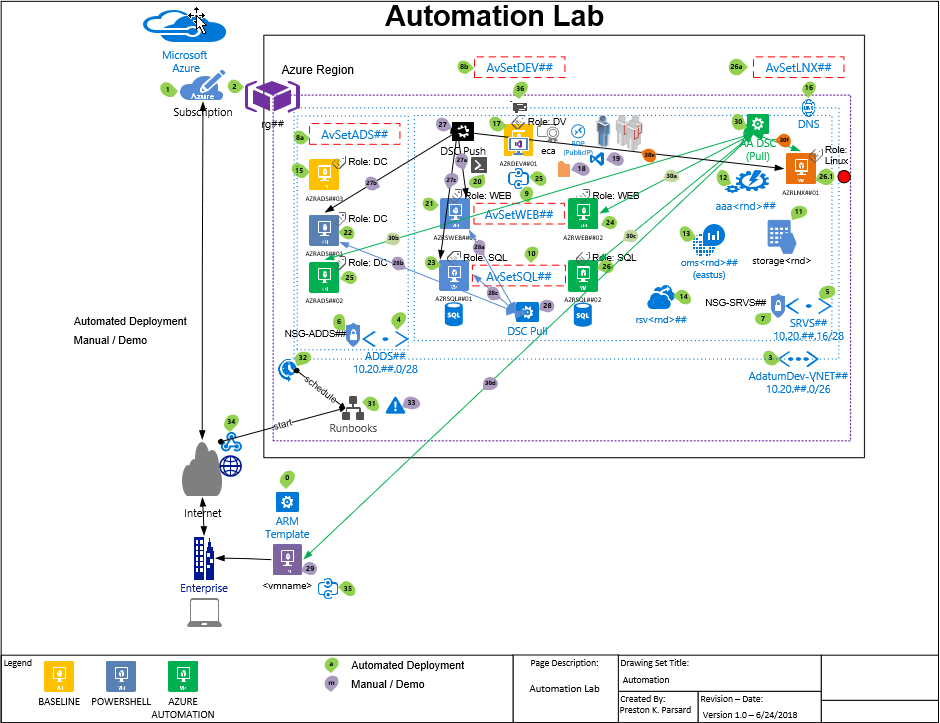 Automation Lab
Microsoft
Azure
1
Azure
2
Subscription
Azure Region
rg##
8b
AvSetDEV##
26a
AvSetLNX##
36
16
DNS
8a
AvSetADS##
27
DSC Push
17
Role: DV
AZRDEV##01
eca
RDP
(PublicIP)
18
19
30
AA DSC
(Pull)
30f
Role:
Linux
AZRLNX##01
26.1
15
Role: DC
AZRADS##03
27a
27b
27c
20
25
30e
30a
12
aaa<rnd>##
Role: DC
22
AZRADS##01
21
Role: WEB
9
AvSetWEB##
Role: WEB
24
AZRWEB##02
11
storage<rnd>
30b
28a
30c
13
oms<rnd>##
(eastus)
Role: DC
25
AZRADS##02
28b
23
Role: SQL
10
AvSetSQL##
Role: SQL
26
AZRSQL##01
AZRSQL##02
28c
SQL
28
DSC Pull
SQL
rsv<rnd>##
14
NSG-SRVS##
7
5
SRVS##
10.20.##.16/28
Automated Deployment
Manual / Demo
6
NSG-ADDS##
4
ADDS##
10.20.##.0/28
3
AdatumDev-VNET##
10.20.##.0/26
32
schedule
31
33
Runbooks
30d
34
start
Internet
0
ARM
Template
29
<vmname>
35
Enterprise
Legend
VM
BASELINE
VM
POWERSHELL
VM
AZURE
AUTOMATION
a
Automated Deployment
m
Manual / Demo
Page Description:
Automation Lab
Drawing Set Title:
Automation
Created By:
Preston K. Parsard
Revision – Date:
Version 1.0 – 6/24/2018